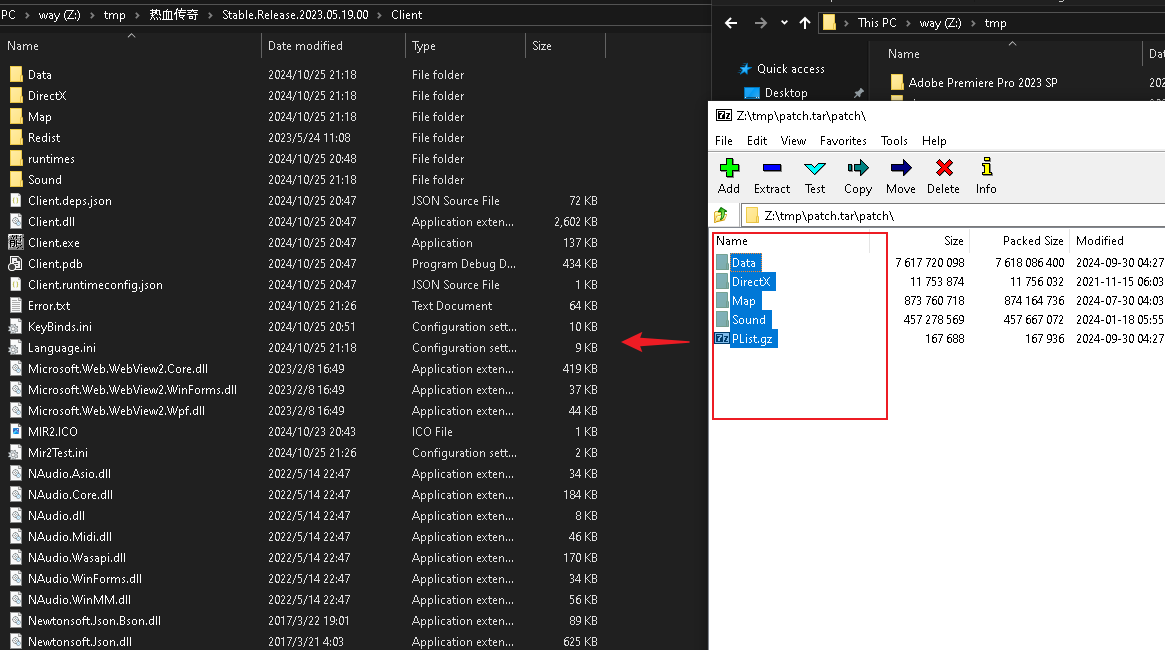 PC > way (Z:) > tmp > 热血传奇 > Stable.Release.2023.05.19.00 > Client
Name Date modified Type Size
Data 2024/10/25 21:18 File folder
DirectX 2024/10/25 21:18 File folder
Map 2024/10/25 21:18 File folder
Redist 2023/5/24 11:08 File folder
runtimes 2024/10/25 20:48 File folder
Sound 2024/10/25 21:18 File folder
Client.deps.json 2024/10/25 20:47 JSON Source File 72 KB
Client.dll 2024/10/25 20:47 Application exten... 2,602 KB
Client.exe 2024/10/25 20:47 Application 137 KB
Client.pdb 2024/10/25 20:47 Program Debug D... 434 KB
Client.runtimeconfig.json 2024/10/25 20:47 JSON Source File 1 KB
Error.txt 2024/10/25 21:26 Text Document 64 KB
KeyBinds.ini 2024/10/25 20:51 Configuration sett... 10 KB
Language.ini 2024/10/25 21:18 Configuration sett... 9 KB
Microsoft.Web.WebView2.Core.dll 2023/2/8 16:49 Application exten... 419 KB
Microsoft.Web.WebView2.WinForms.dll 2023/2/8 16:49 Application exten... 37 KB
Microsoft.Web.WebView2.Wpf.dll 2023/2/8 16:49 Application exten... 44 KB
MIR2.ICO 2024/10/23 20:43 ICO File 1 KB
Mir2Test.ini 2024/10/25 21:26 Configuration sett... 2 KB
NAudio.Asio.dll 2022/5/14 22:47 Application exten... 34 KB
NAudio.Core.dll 2022/5/14 22:47 Application exten... 184 KB
NAudio.dll 2022/5/14 22:47 Application exten... 8 KB
NAudio.Midi.dll 2022/5/14 22:47 Application exten... 46 KB
NAudio.Wasapi.dll 2022/5/14 22:47 Application exten... 170 KB
NAudio.WinForms.dll 2022/5/14 22:47 Application exten... 34 KB
NAudio.WinMM.dll 2022/5/14 22:47 Application exten... 56 KB
Newtonsoft.Json.Bson.dll 2017/3/22 19:01 Application exten... 89 KB
Newtonsoft.Json.dll 2017/3/21 4:03 Application exten... 625 KB
This PC > way (Z:) > tmp
Name Dat
Quick access
Desktop
Adobe Premiere Pro 2023 SP 202
Z:\tmp\patch.tar\patch\
File Edit View Favorites Tools Help
Add Extract Test Copy Move Delete Info
Z:\tmp\patch.tar\patch\
Name Size Packed Size Modified
Data 7 617 720 098 7 618 086 400 2024-09-30 04:27
DirectX 11 753 874 11 756 032 2021-11-15 06:03
Map 873 760 718 874 164 736 2024-07-30 04:03
Sound 457 278 569 457 667 072 2024-01-18 05:55
PList.gz 167 688 167 936 2024-09-30 04:27